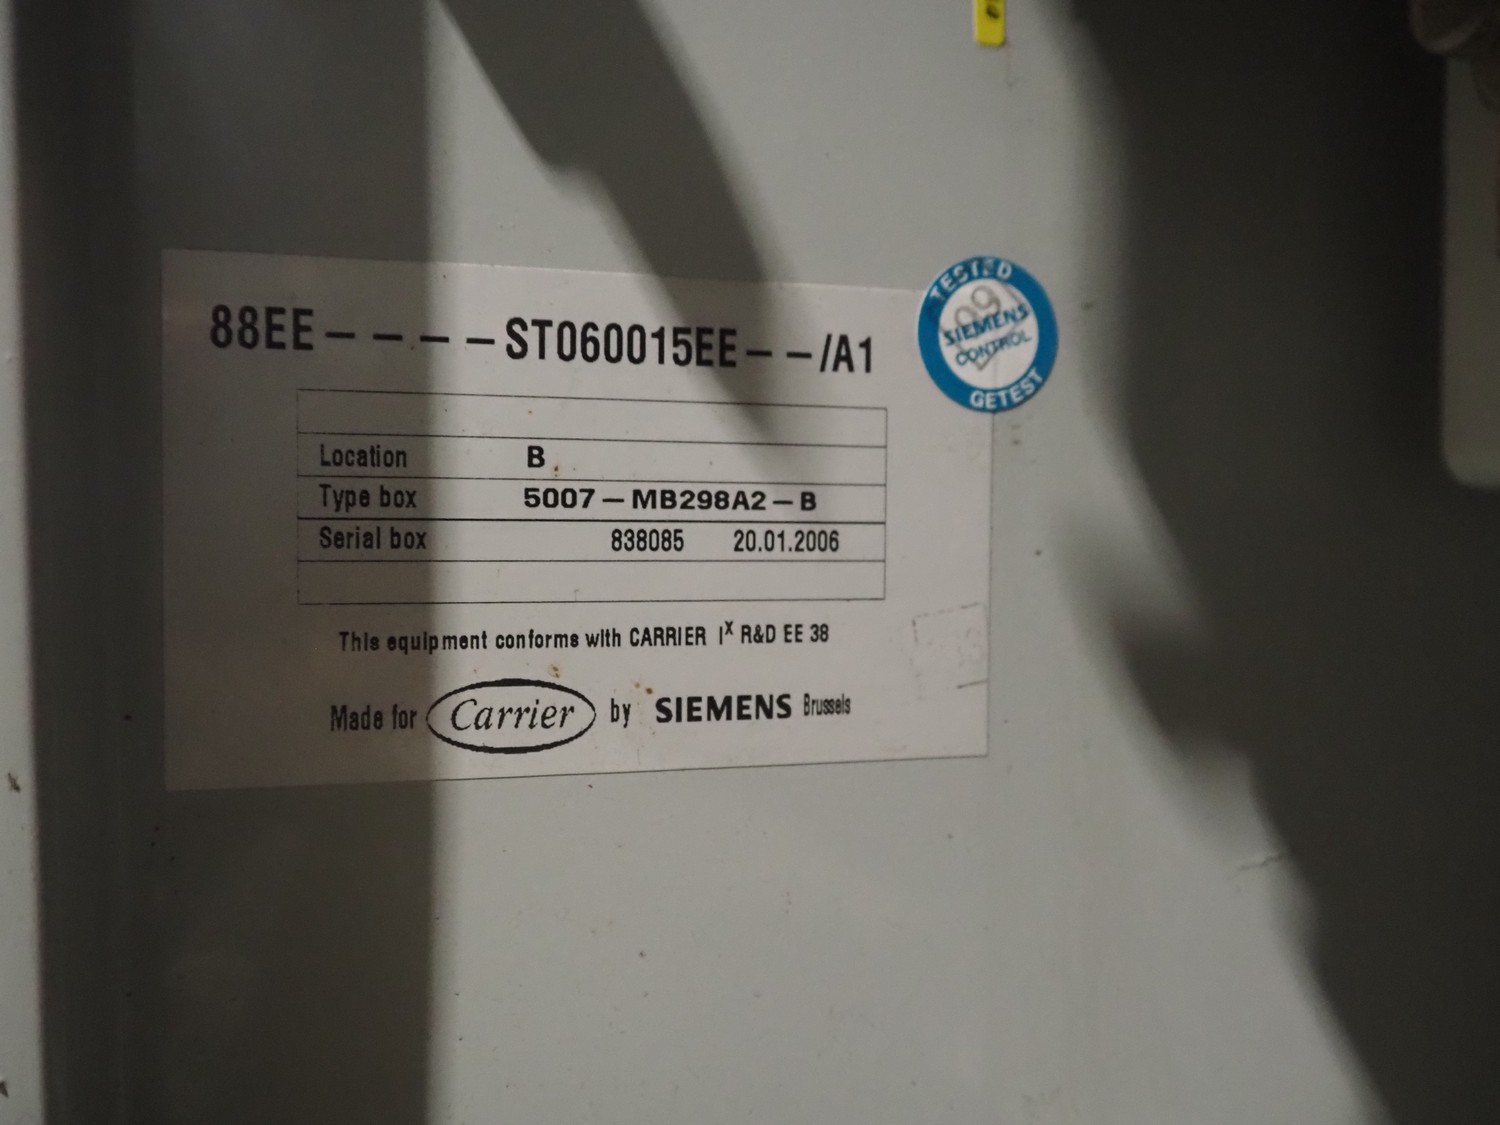 88EE----ST060015EE--/A1
Location B
Type box 5007-MB298A2-B
Serial box 838085 20.01.2006
This equipment conforms with CARRIER IX R&D EE 38
Made for Carrier by SIEMENS Brussels
TESTED
SIEMENS
CONTROL
GETEST